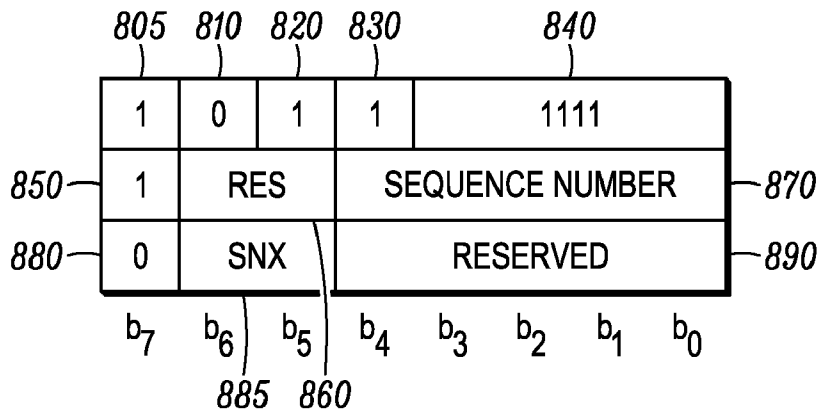 805 810 820 830 840
1 0 1 1 1111
850 1 RES SEQUENCE NUMBER 870
880 0 SNX RESERVED 890
b7 b6 b5 b4 b3 b2 b1 b0
885 860